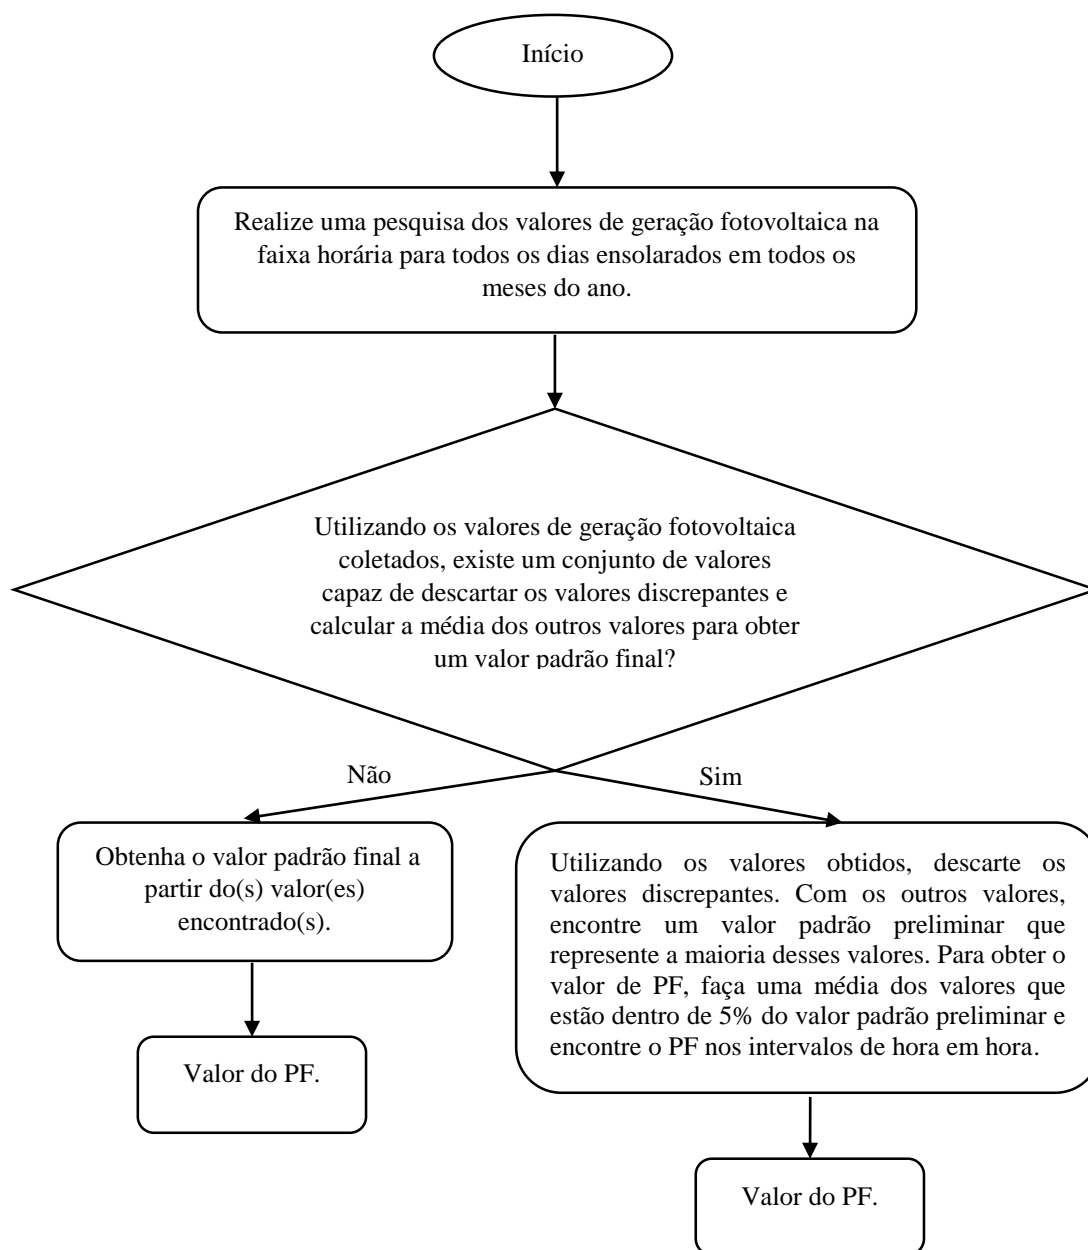 Início
Realize uma pesquisa dos valores de geração fotovoltaica na
faixa horária para todos os dias ensolarados em todos os
meses do ano.
Utilizando os valores de geração fotovoltaica
coletados, existe um conjunto de valores
capaz de descartar os valores discrepantes e
calcular a média dos outros valores para obter
um valor padrão final?
Não
Sim
Obtenha o valor padrão final a
partir do(s) valor(es)
encontrado(s).
Utilizando os valores obtidos, descarte os
valores discrepantes. Com os outros valores,
encontre um valor padrão preliminar que
represente a maioria desses valores. Para obter o
valor de PF, faça uma média dos valores que
estão dentro de 5% do valor padrão preliminar e
encontre o PF nos intervalos de hora em hora.
Valor do PF.
Valor do PF.